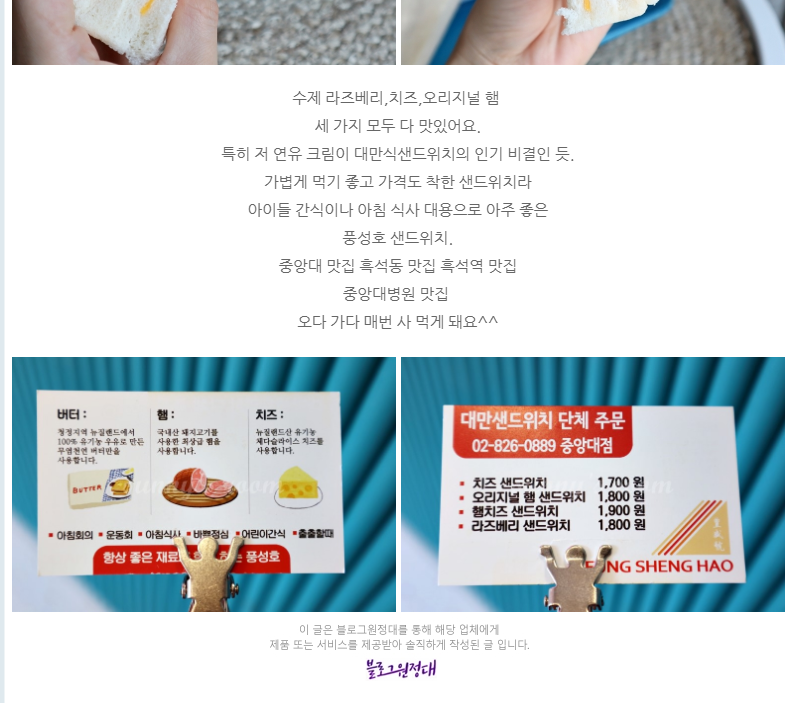 수제 라즈베리,치즈,오리지널 햄
세 가지 모두 다 맛있어요.
특히 저 연유 크림이 대만식샌드위치의 인기 비결인 듯.
가볍게 먹기 좋고 가격도 착한 샌드위치라
아이들 간식이나 아침 식사 대용으로 아주 좋은
풍성호 샌드위치.
중앙대 맛집 흑석동 맛집 흑석역 맛집
중앙대병원 맛집
오다 가다 매번 사 먹게 돼요^^
버터 :
청정지역 뉴질랜드에서
100% 유기농 우유로 만든
무염천연 버터만을
사용합니다.
BUTTER
햄 :
국내산 돼지고기를
사용한 최상급 햄을
사용합니다.
치즈 :
뉴질랜드산 유기농
체다슬라이스 치즈를
사용합니다.
▪ 아침회의 ▪ 운동회 ▪ 아침식사 ▪ 바쁜점심 ▪ 어린이간식 ▪ 출출할때
항상 좋은 재료 하는 풍성호
대만샌드위치 단체 주문
02-826-0889 중앙대점
▪ 치즈 샌드위치 1,700 원
▪ 오리지널 햄 샌드위치 1,800 원
▪ 햄치즈 샌드위치 1,900 원
▪ 라즈베리 샌드위치 1,800 원
SHENG HAO
이 글은 블로그원정대를 통해 해당 업체에게
제품 또는 서비스를 제공받아 솔직하게 작성된 글 입니다.
블로그원정대